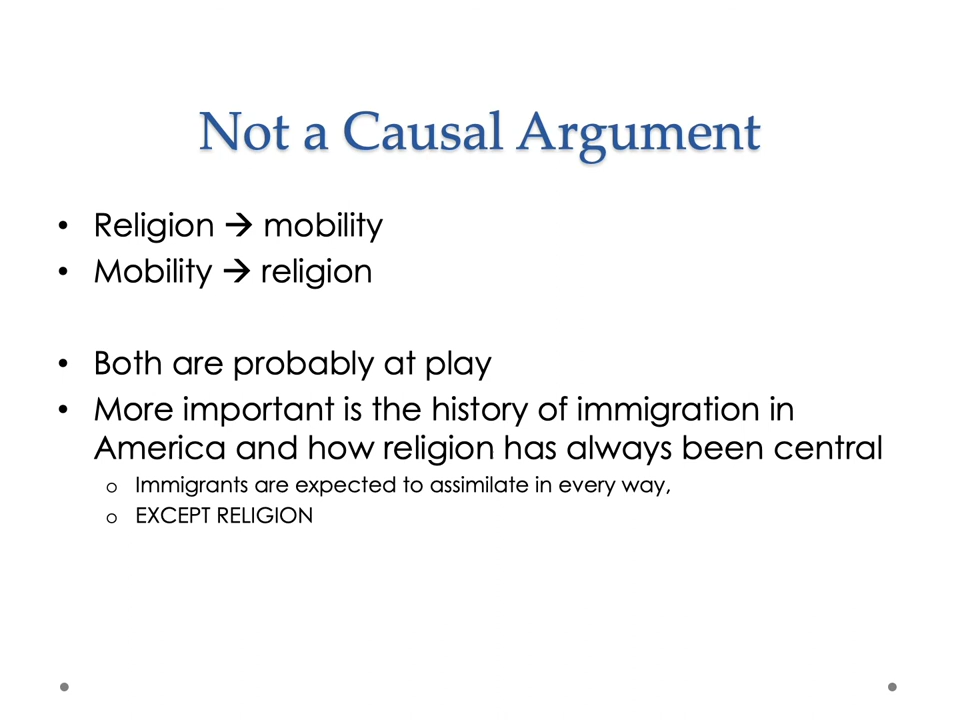 Not a Causal Argument
• Religion → mobility
• Mobility → religion
• Both are probably at play
• More important is the history of immigration in
America and how religion has always been central
o Immigrants are expected to assimilate in every way,
o EXCEPT RELIGION